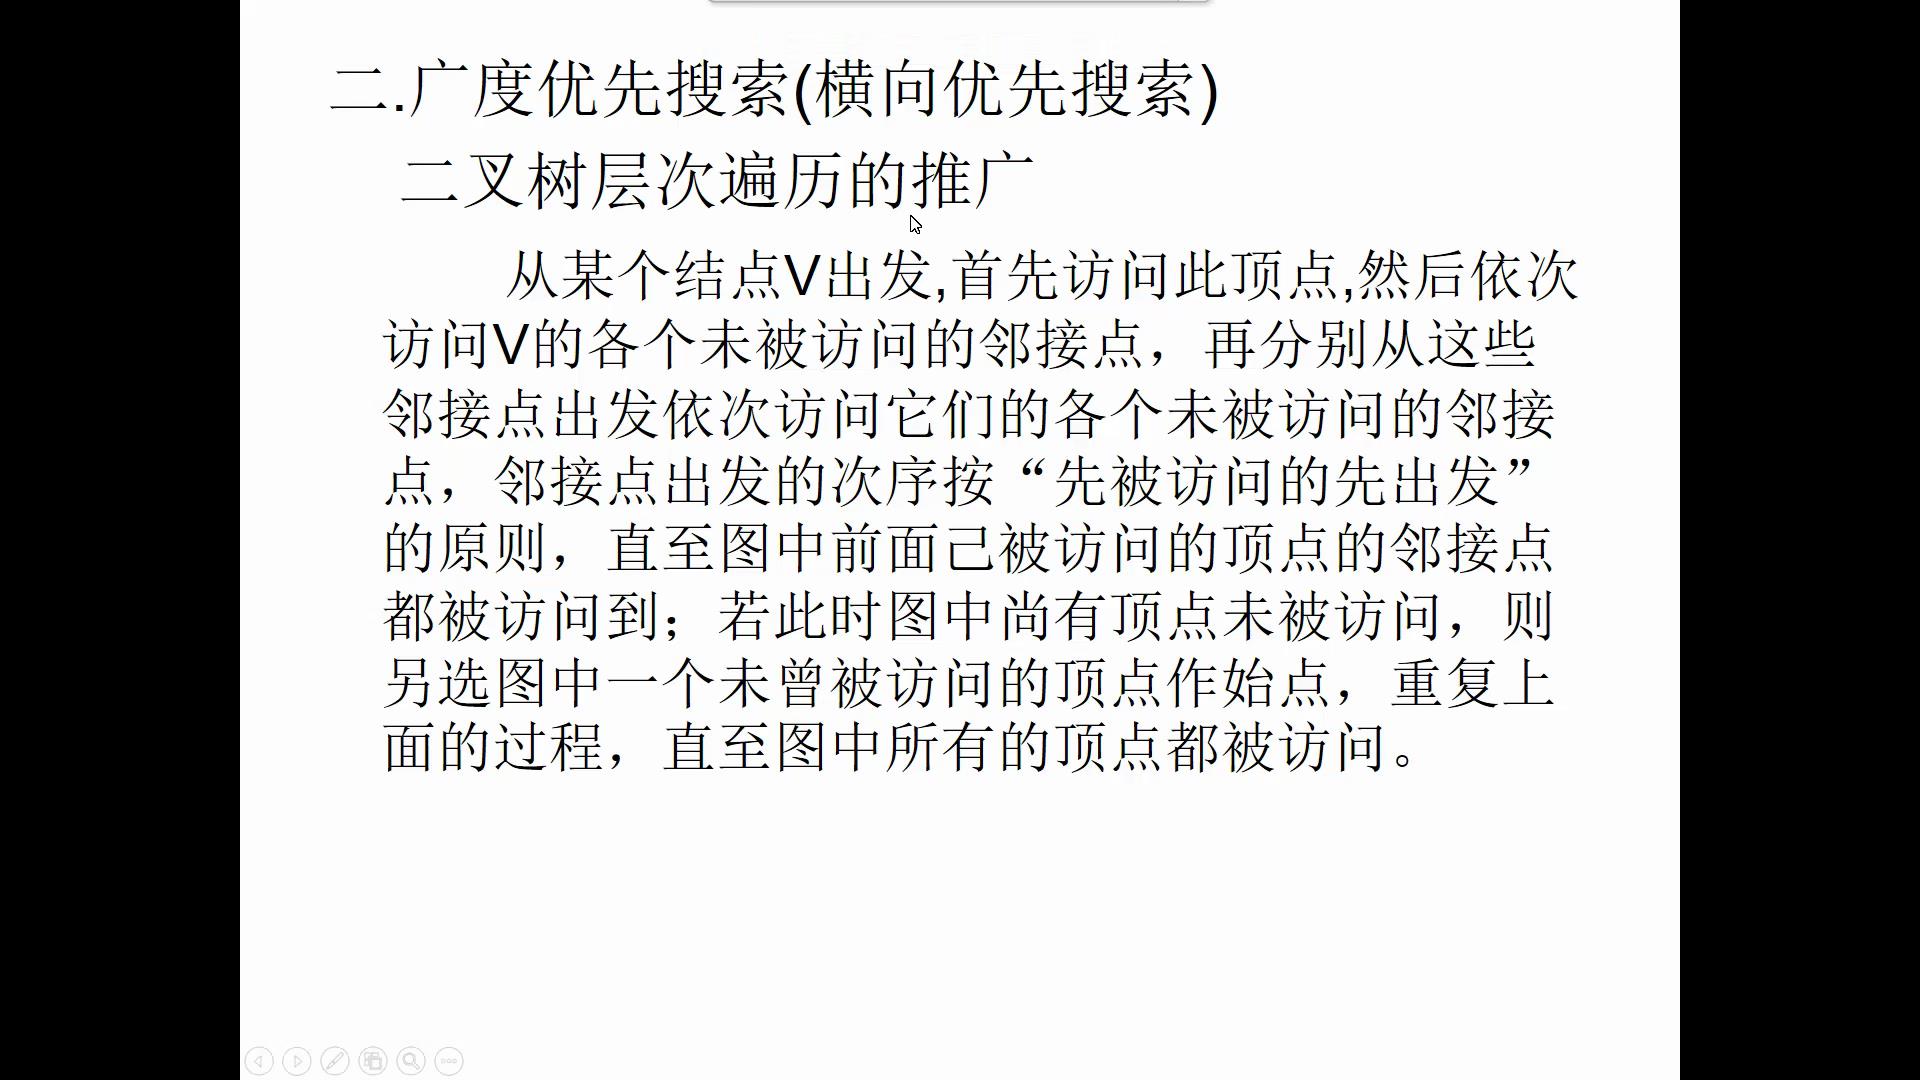 二.广度优先搜索(横向优先搜索)
二叉树层次遍历的推广
从某个结点V出发,首先访问此顶点,然后依次
访问V的各个未被访问的邻接点，再分别从这些
邻接点出发依次访问它们的各个未被访问的邻接
点，邻接点出发的次序按“先被访问的先出发”
的原则，直至图中前面己被访问的顶点的邻接点
都被访问到；若此时图中尚有顶点未被访问，则
另选图中一个未曾被访问的顶点作始点，重复上
面的过程，直至图中所有的顶点都被访问。